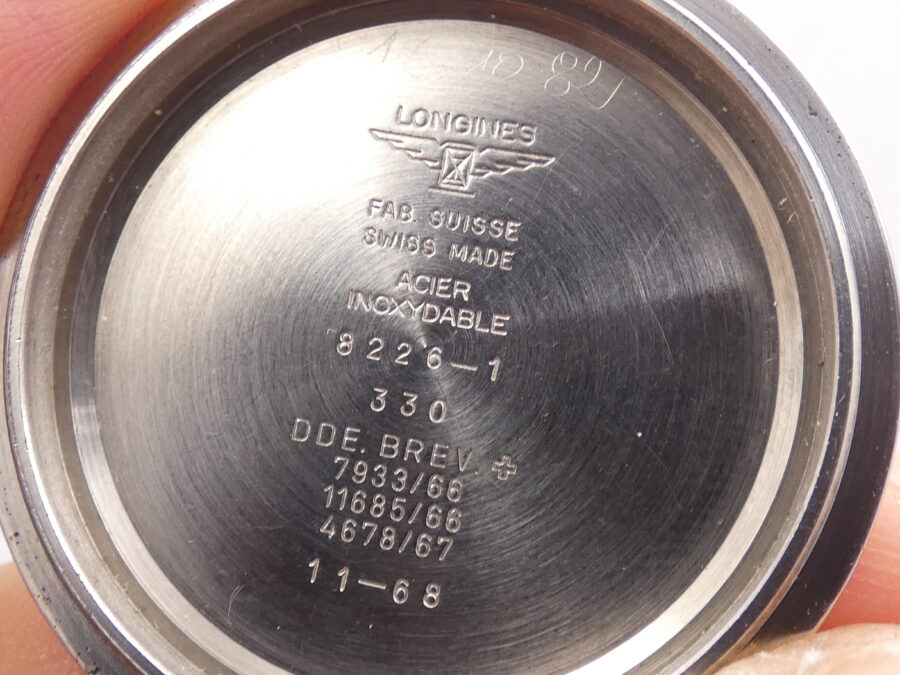 LONGINES
FAB. SUISSE
SWISS MADE
ACIER
INOXYDABLE
8226-1
330
DDE. BREV. ✚
7933/66
11685/66
4678/67
11-68